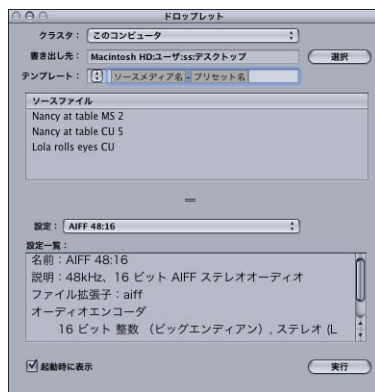 ドロップレット
クラスタ： このコンピュータ
書き出し先： Macintosh HD:ユーザ:ss:デスクトップ 選択
テンプレート： ソースメディア名 - プリセット名
ソースファイル
Nancy at table MS 2
Nancy at table CU 5
Lola rolls eyes CU
設定： AIFF 48:16
設定一覧：
名前：AIFF 48:16
説明：48kHz、16 ビット AIFF ステレオオーディオ
ファイル拡張子：aiff
オーディオエンコーダ
16 ビット 整数 （ビッグエンディアン）, ステレオ (L
起動時に表示 実行